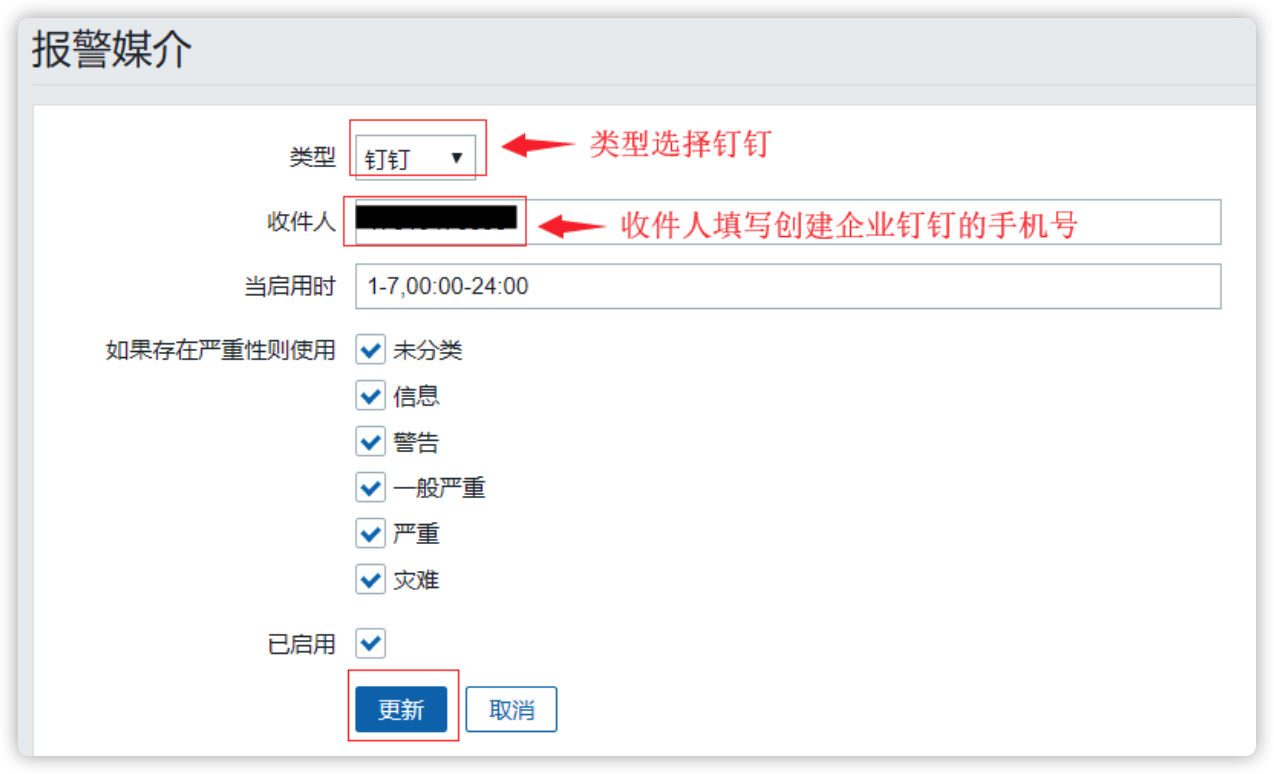 报警媒介
类型 钉钉 类型选择钉钉
收件人 收件人填写创建企业钉钉的手机号
当启用时 1-7,00:00-24:00
如果存在严重性则使用 未分类
信息
警告
一般严重
严重
灾难
已启用
更新 取消